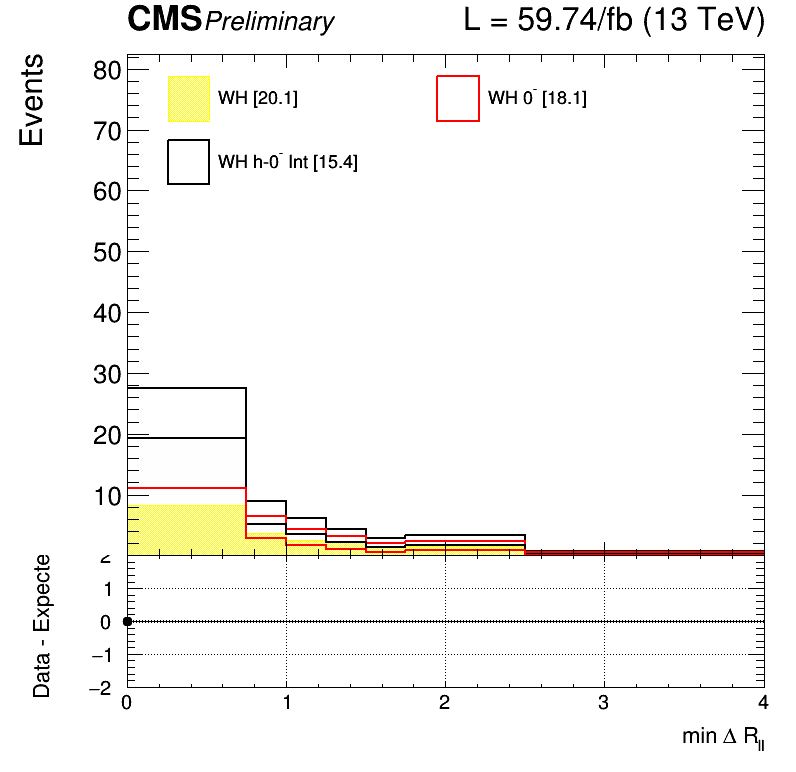 CMS Preliminary L = 59.74/fb (13 TeV)
Events
80
70
60
50
40
30
20
10
WH [20.1]
WH 0⁻ [18.1]
WH h-0⁻ Int [15.4]
Data - Expecte
2
1
0
−1
−2
0 1 2 3 4
min Δ R_ll